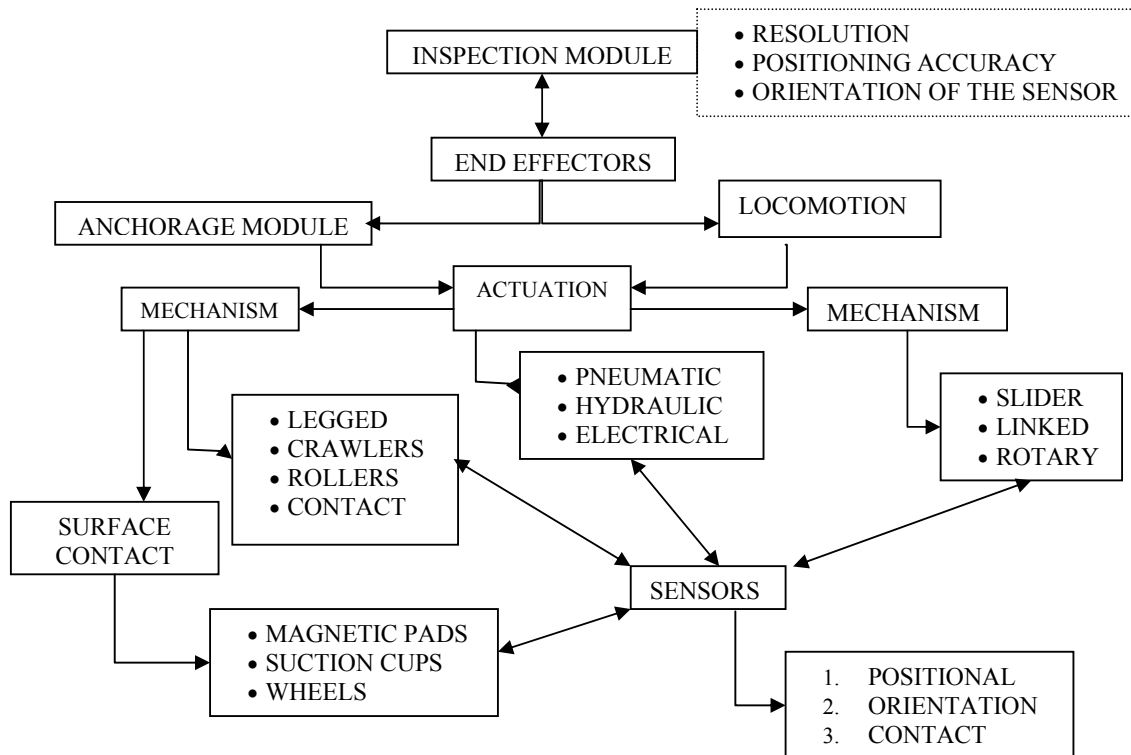 INSPECTION MODULE
• RESOLUTION
• POSITIONING ACCURACY
• ORIENTATION OF THE SENSOR
END EFFECTORS
ANCHORAGE MODULE
LOCOMOTION
MECHANISM
ACTUATION
MECHANISM
• LEGGED
• CRAWLERS
• ROLLERS
• CONTACT
• PNEUMATIC
• HYDRAULIC
• ELECTRICAL
• SLIDER
• LINKED
• ROTARY
SURFACE
CONTACT
SENSORS
• MAGNETIC PADS
• SUCTION CUPS
• WHEELS
1. POSITIONAL
2. ORIENTATION
3. CONTACT